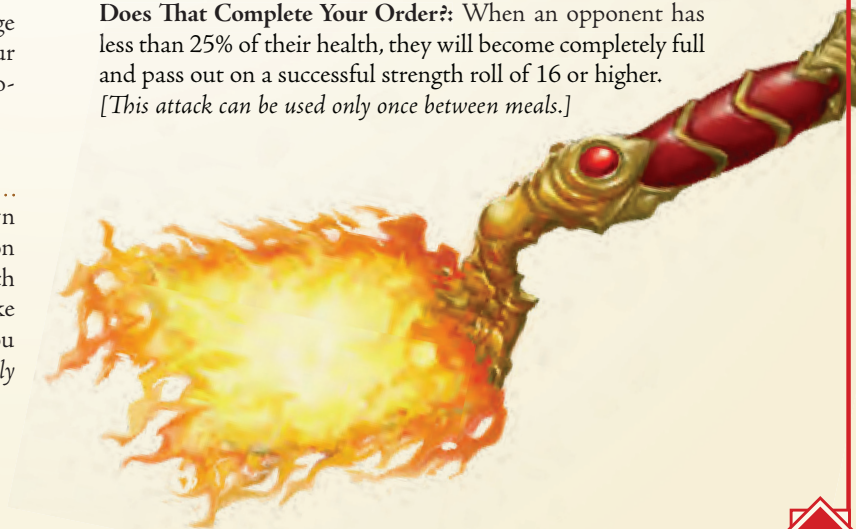 Does That Complete Your Order?: When an opponent has
less than 25% of their health, they will become completely full
and pass out on a successful strength roll of 16 or higher.
[This attack can be used only once between meals.]